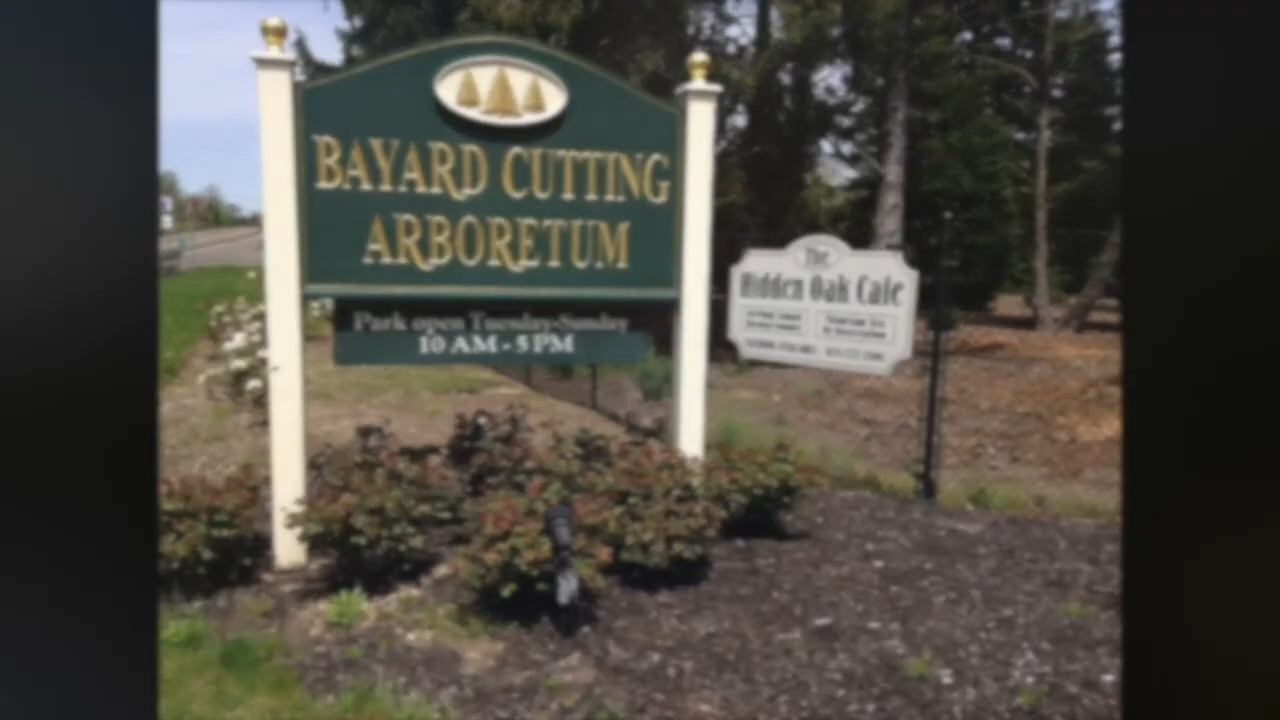 BAYARD CUTTING
ARBORETUM
Park open Tuesday-Sunday
10 AM - 5 PM
The
Hidden Oak Cafe